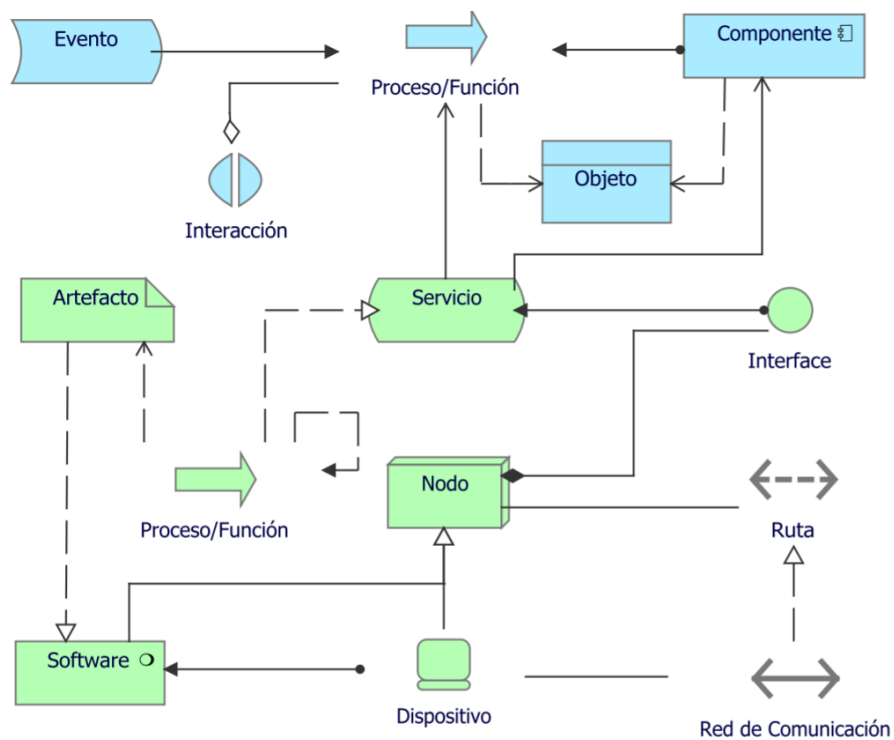 Evento
Componente
Proceso/Función
Objeto
Interacción
Artefacto
Servicio
Interface
Nodo
Proceso/Función
Ruta
Software
Dispositivo
Red de Comunicación